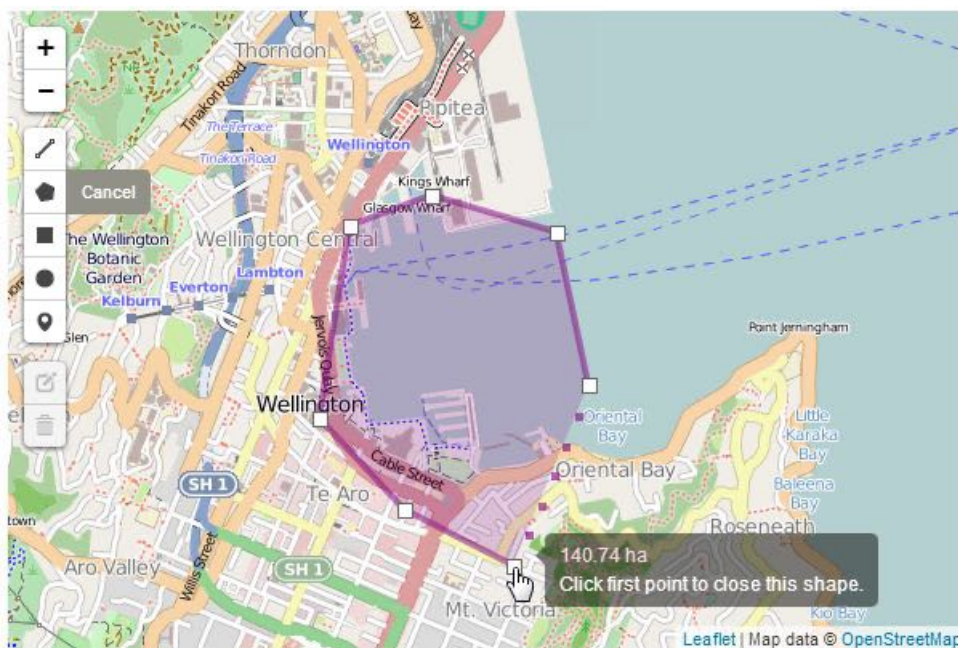 +
−
Cancel
Thorndon
Tinakori Road
Pipitea
The Terrace
Tinakori Road
Wellington
Kings Wharf
Glasgow Wharf
The Wellington
Botanic
Garden
Wellington Central
Lambton
Everton
Kelburn
Glen
Jervois Quay
Point Jerningham
Wellington
Oriental
Bay
Little
Karaka
Bay
Cable Street
Oriental Bay
SH 1
Te Aro
Baleena
Bay
town
Roseneath
Willis Street
140.74 ha
Aro Valley
SH 1
Click first point to close this shape.
Mt. Victoria
Kio Bay
Leaflet | Map data © OpenStreetMap